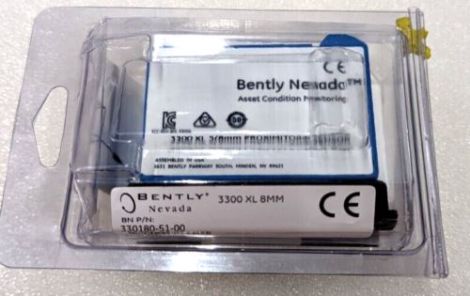 CE
Bently Nevada™
Asset Condition Monitoring
3300 XL 5/8mm PROXIMITOR® SENSOR
ASSEMBLED IN USA
1631 BENTLY PARKWAY SOUTH, MINDEN, NV 89423
BENTLY®
Nevada
3300 XL 8MM
CE
BN P/N:
330180-51-00